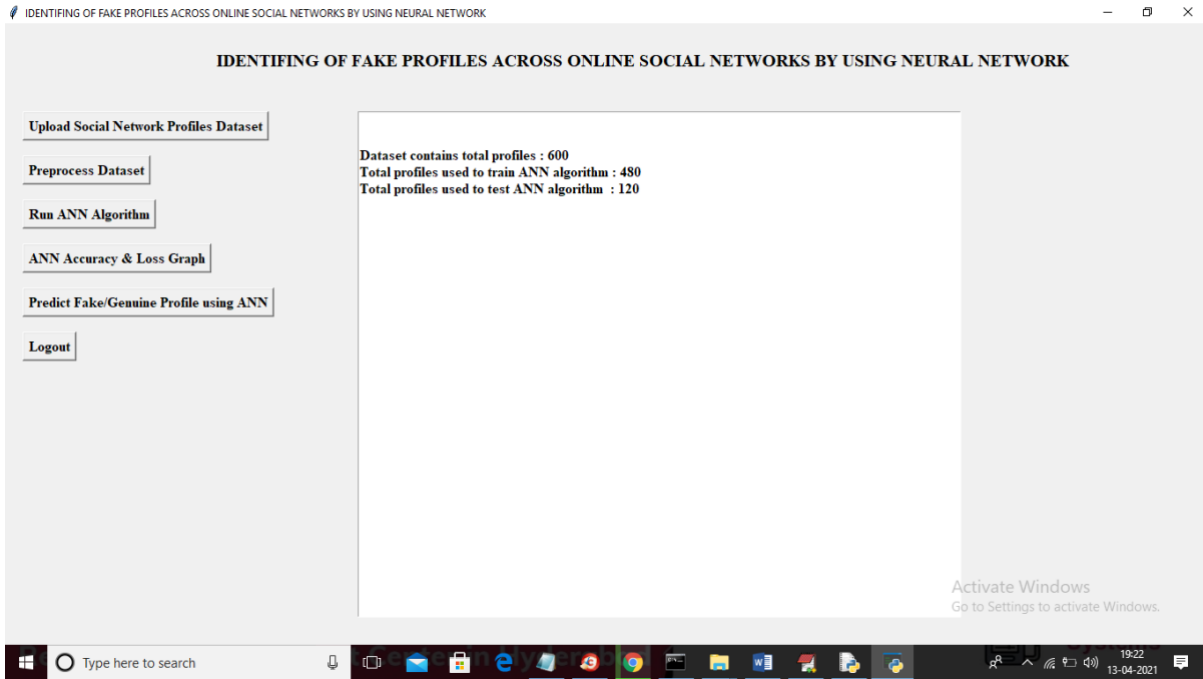 IDENTIFING OF FAKE PROFILES ACROSS ONLINE SOCIAL NETWORKS BY USING NEURAL NETWORK
IDENTIFING OF FAKE PROFILES ACROSS ONLINE SOCIAL NETWORKS BY USING NEURAL NETWORK
Upload Social Network Profiles Dataset
Preprocess Dataset
Run ANN Algorithm
ANN Accuracy & Loss Graph
Predict Fake/Genuine Profile using ANN
Logout
Dataset contains total profiles : 600
Total profiles used to train ANN algorithm : 480
Total profiles used to test ANN algorithm : 120
Activate Windows
Go to Settings to activate Windows.
Type here to search
Center in Hyderabad
Systems
19:22
13-04-2021